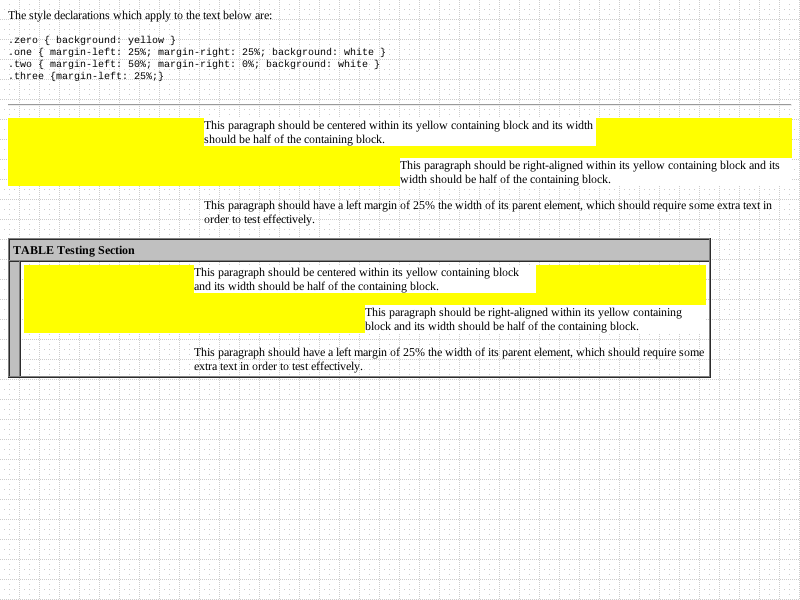 The style declarations which apply to the text below are:
.zero { background: yellow }
.one { margin-left: 25%; margin-right: 25%; background: white }
.two { margin-left: 50%; margin-right: 0%; background: white }
.three {margin-left: 25%;}
This paragraph should be centered within its yellow containing block and its width
should be half of the containing block.
This paragraph should be right-aligned within its yellow containing block and its
width should be half of the containing block.
This paragraph should have a left margin of 25% the width of its parent element, which should require some extra text in
order to test effectively.
TABLE Testing Section
This paragraph should be centered within its yellow containing block
and its width should be half of the containing block.
This paragraph should be right-aligned within its yellow containing
block and its width should be half of the containing block.
This paragraph should have a left margin of 25% the width of its parent element, which should require some
extra text in order to test effectively.